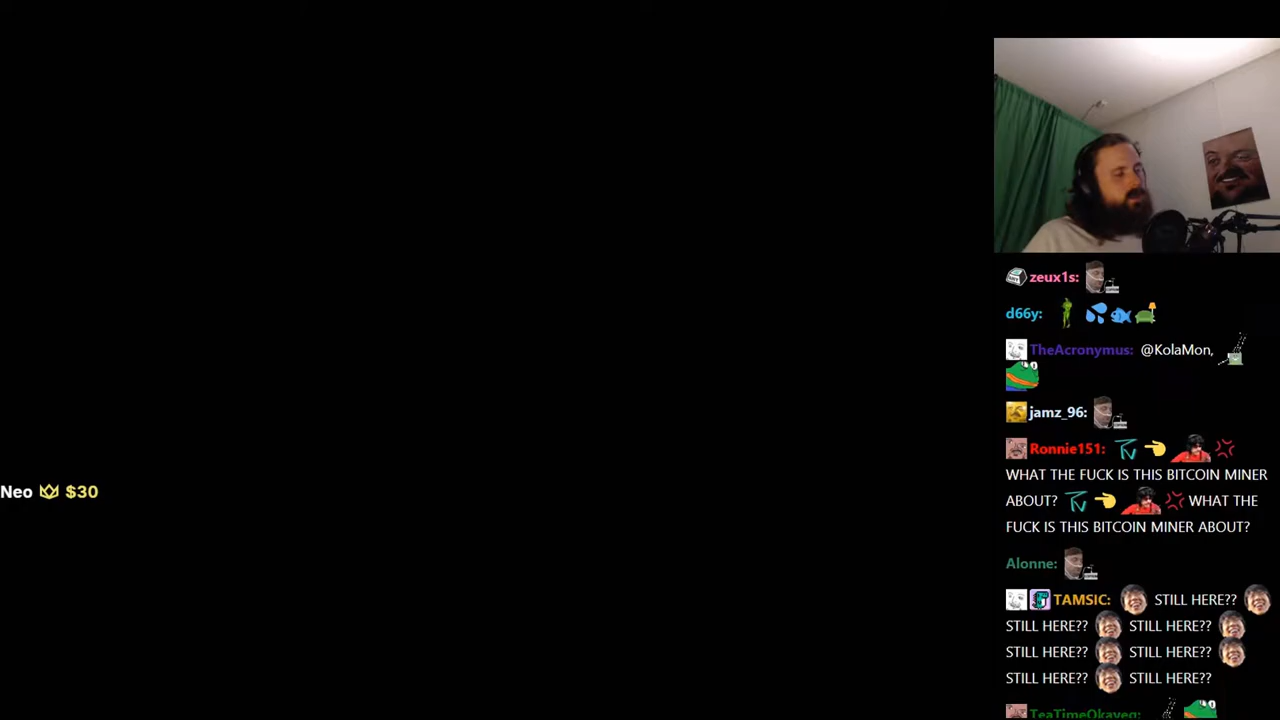 Neo $30
zeux1s:
d66y:
TheAcronymus: @KolaMon,
jamz_96:
Ronnie151:
WHAT THE FUCK IS THIS BITCOIN MINER
ABOUT? WHAT THE
FUCK IS THIS BITCOIN MINER ABOUT?
Alonne:
TAMSIC: STILL HERE??
STILL HERE?? STILL HERE??
STILL HERE?? STILL HERE??
STILL HERE?? STILL HERE??
TeaTimeOkayeg: